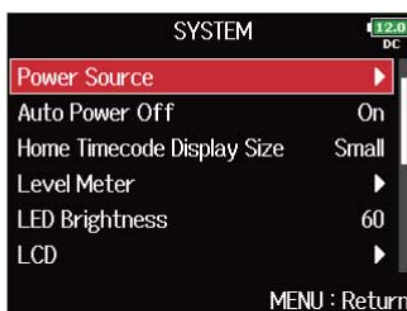 SYSTEM
12.0
DC
Power Source
Auto Power Off On
Home Timecode Display Size Small
Level Meter
LED Brightness 60
LCD
MENU : Return